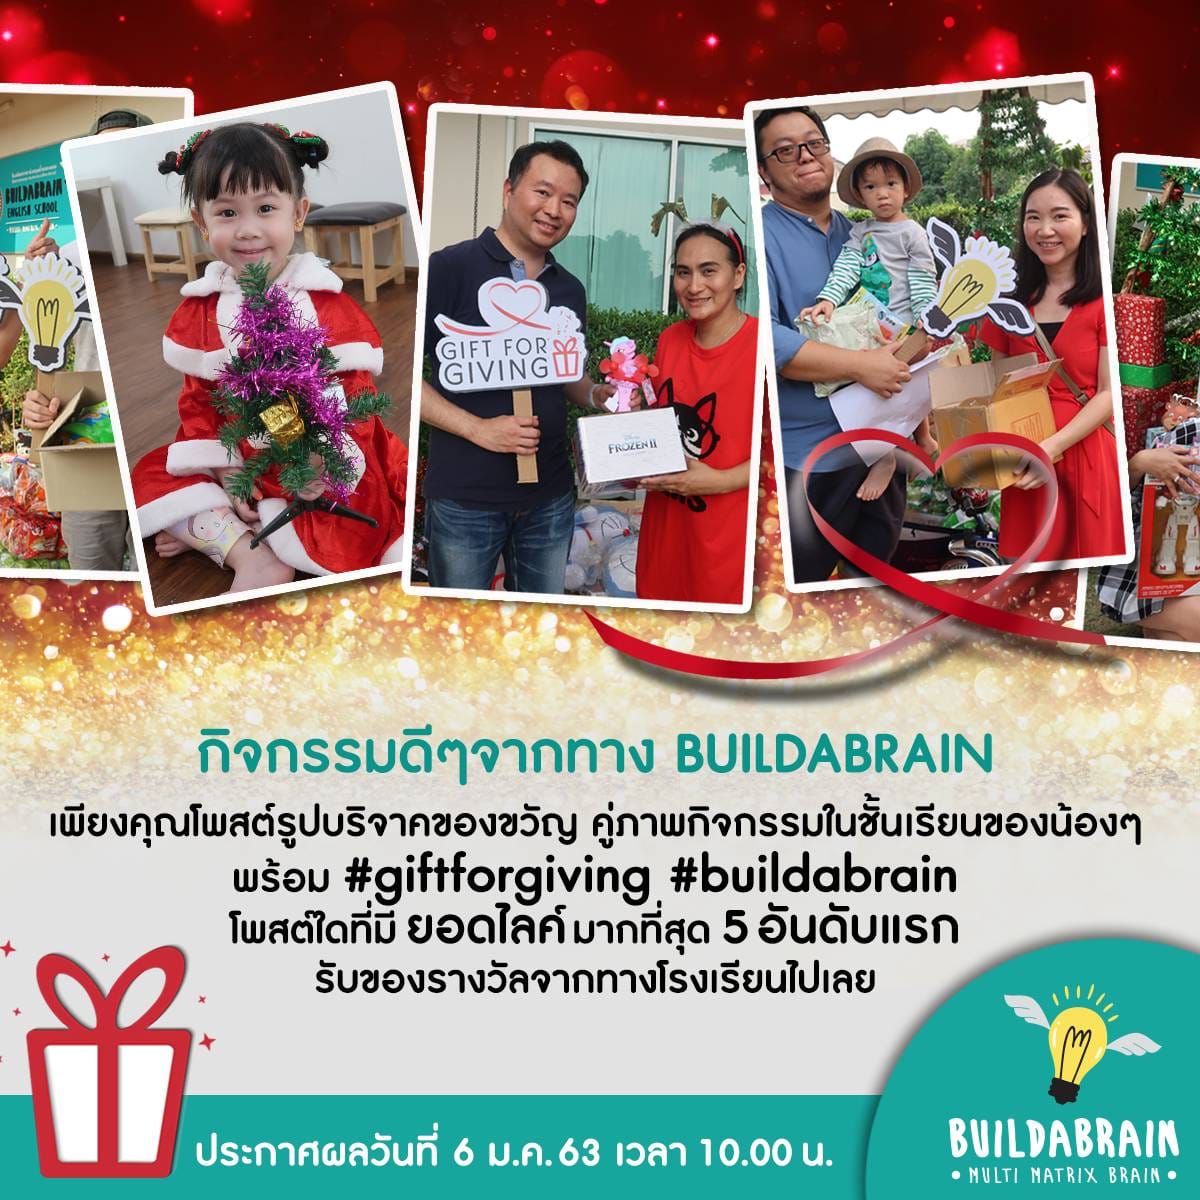 BUILDABRAIN
ENGLISH SCHOOL
GIFT FOR
GIVING
Disney
FROZEN II
กิจกรรมดีๆจากทาง BUILDABRAIN
เพียงคุณโพสต์รูปบริจาคของขวัญ คู่ภาพกิจกรรมในชั้นเรียนของน้องๆ
พร้อม #giftforgiving #buildabrain
โพสต์ใดที่มี ยอดไลค์ มากที่สุด 5 อันดับแรก
รับของรางวัลจากทางโรงเรียนไปเลย
ประกาศผลวันที่ 6 ม.ค. 63 เวลา 10.00 น.
BUILDABRAIN
• MULTI MATRIX BRAIN •